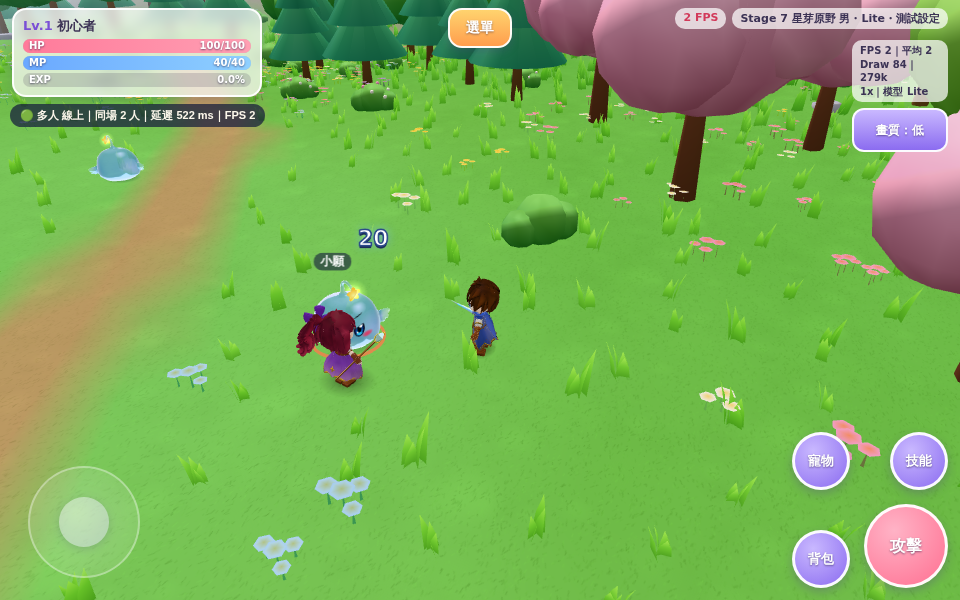 Lv.1 初心者
HP 100/100
MP 40/40
EXP 0.0%
🟢 多人 線上｜同場 2 人｜延遲 522 ms｜FPS 2
選單
2 FPS
Stage 7 星芽原野 男・Lite・測試設定
FPS 2｜平均 2
Draw 84｜
279k
1x｜模型 Lite
畫質：低
20
小願
寵物
技能
背包
攻擊